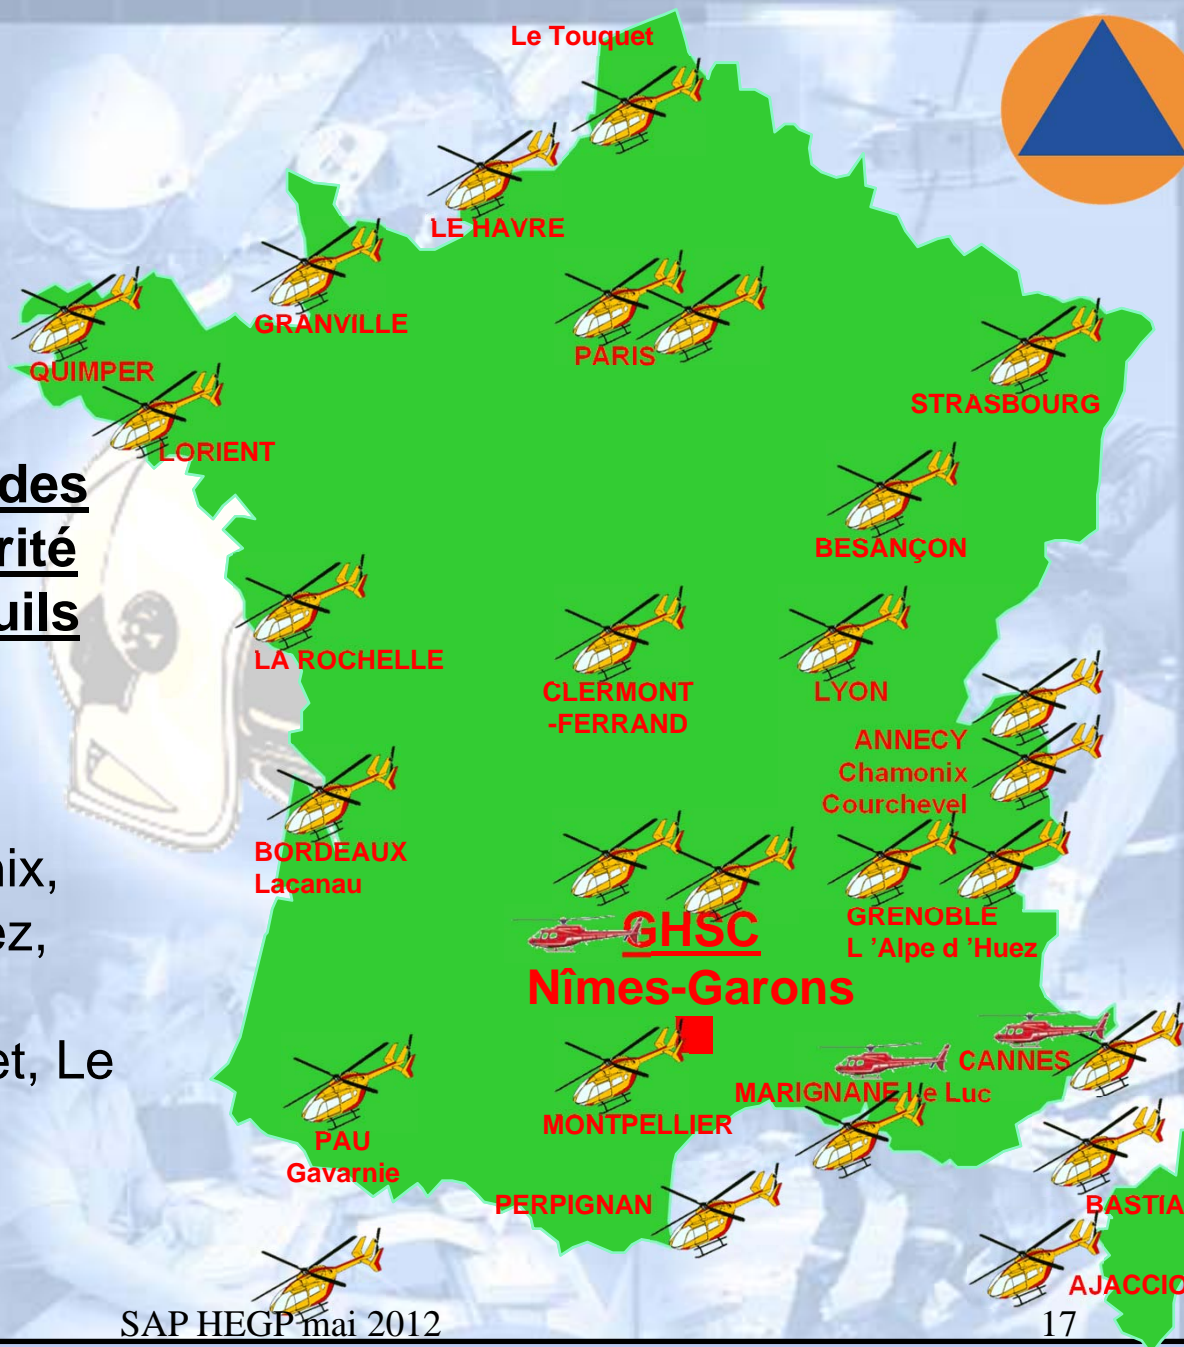 Le Touquet
LE HAVRE
GRANVILLE
PARIS
QUIMPER
STRASBOURG
LORIENT
des
rité
uils
BESANÇON
LA ROCHELLE
CLERMONT
-FERRAND
LYON
ANNECY
Chamonix
Courchevel
BORDEAUX
Lacanau
nix,
ez,
GHSC
Nîmes-Garons
GRENOBLE
L ’Alpe d ’Huez
et, Le
CANNES
MARIGNANE Le Luc
MONTPELLIER
PAU
Gavarnie
PERPIGNAN
BASTIA
AJACCIO
SAP HEGP mai 2012
17